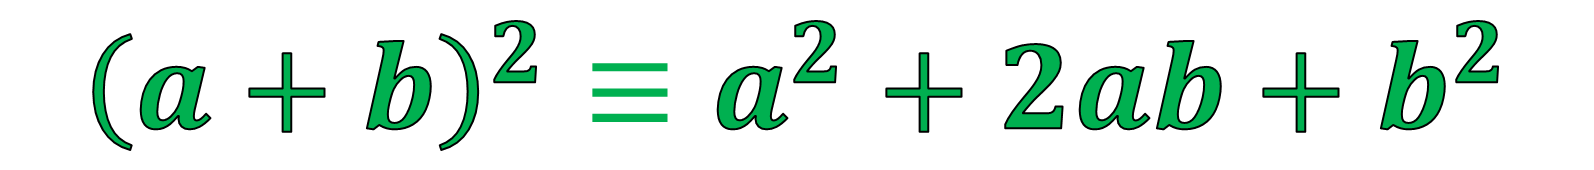 (a + b)² ≡ a² + 2ab + b²